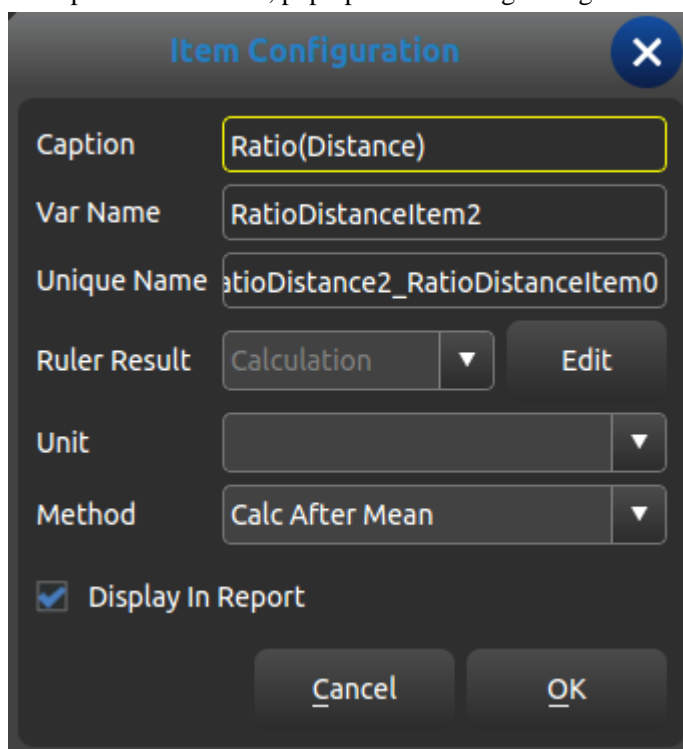 Item Configuration
Caption Ratio(Distance)
Var Name RatioDistanceItem2
Unique Name atioDistance2_RatioDistanceItem0
Ruler Result Calculation Edit
Unit
Method Calc After Mean
Display In Report
Cancel OK